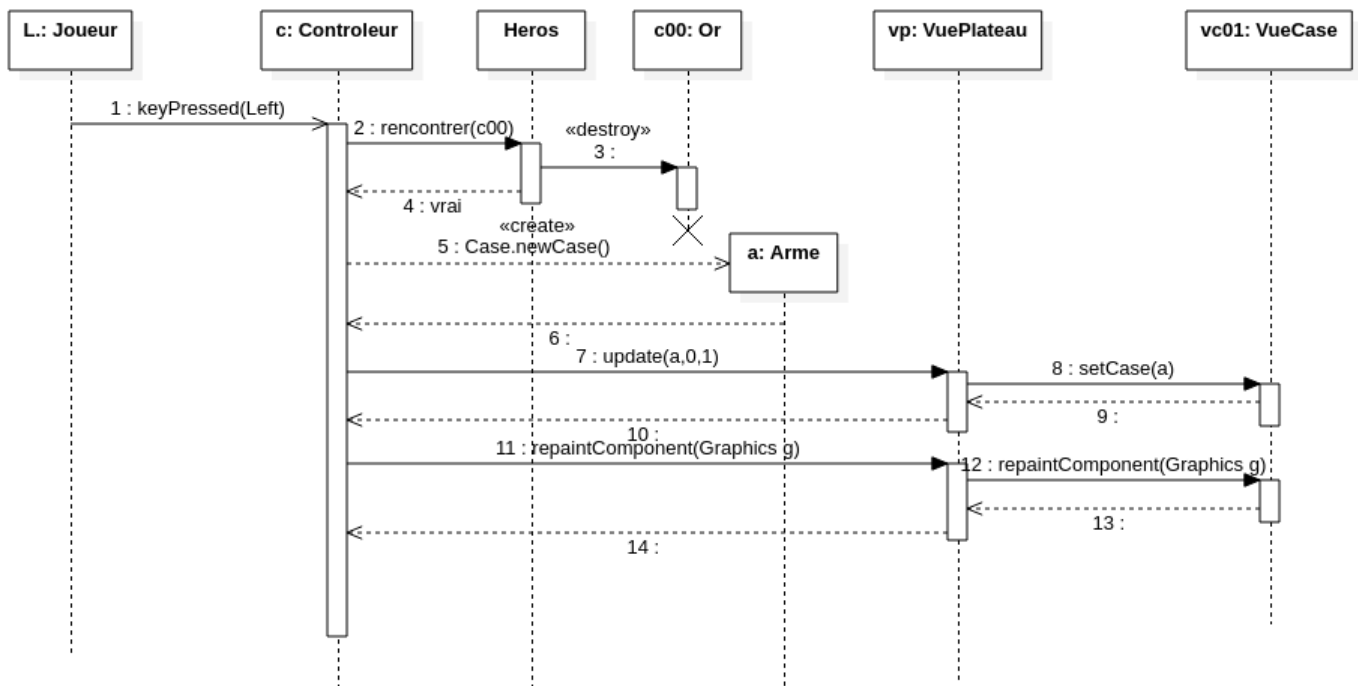 L.: Joueur
c: Controleur
Heros
c00: Or
vp: VuePlateau
vc01: VueCase
1 : keyPressed(Left)
2 : rencontrer(c00)
«destroy»
3 :
4 : vrai
«create»
5 : Case.newCase()
a: Arme
6 :
7 : update(a,0,1)
8 : setCase(a)
9 :
10 :
11 : repaintComponent(Graphics g)
12 : repaintComponent(Graphics g)
13 :
14 :